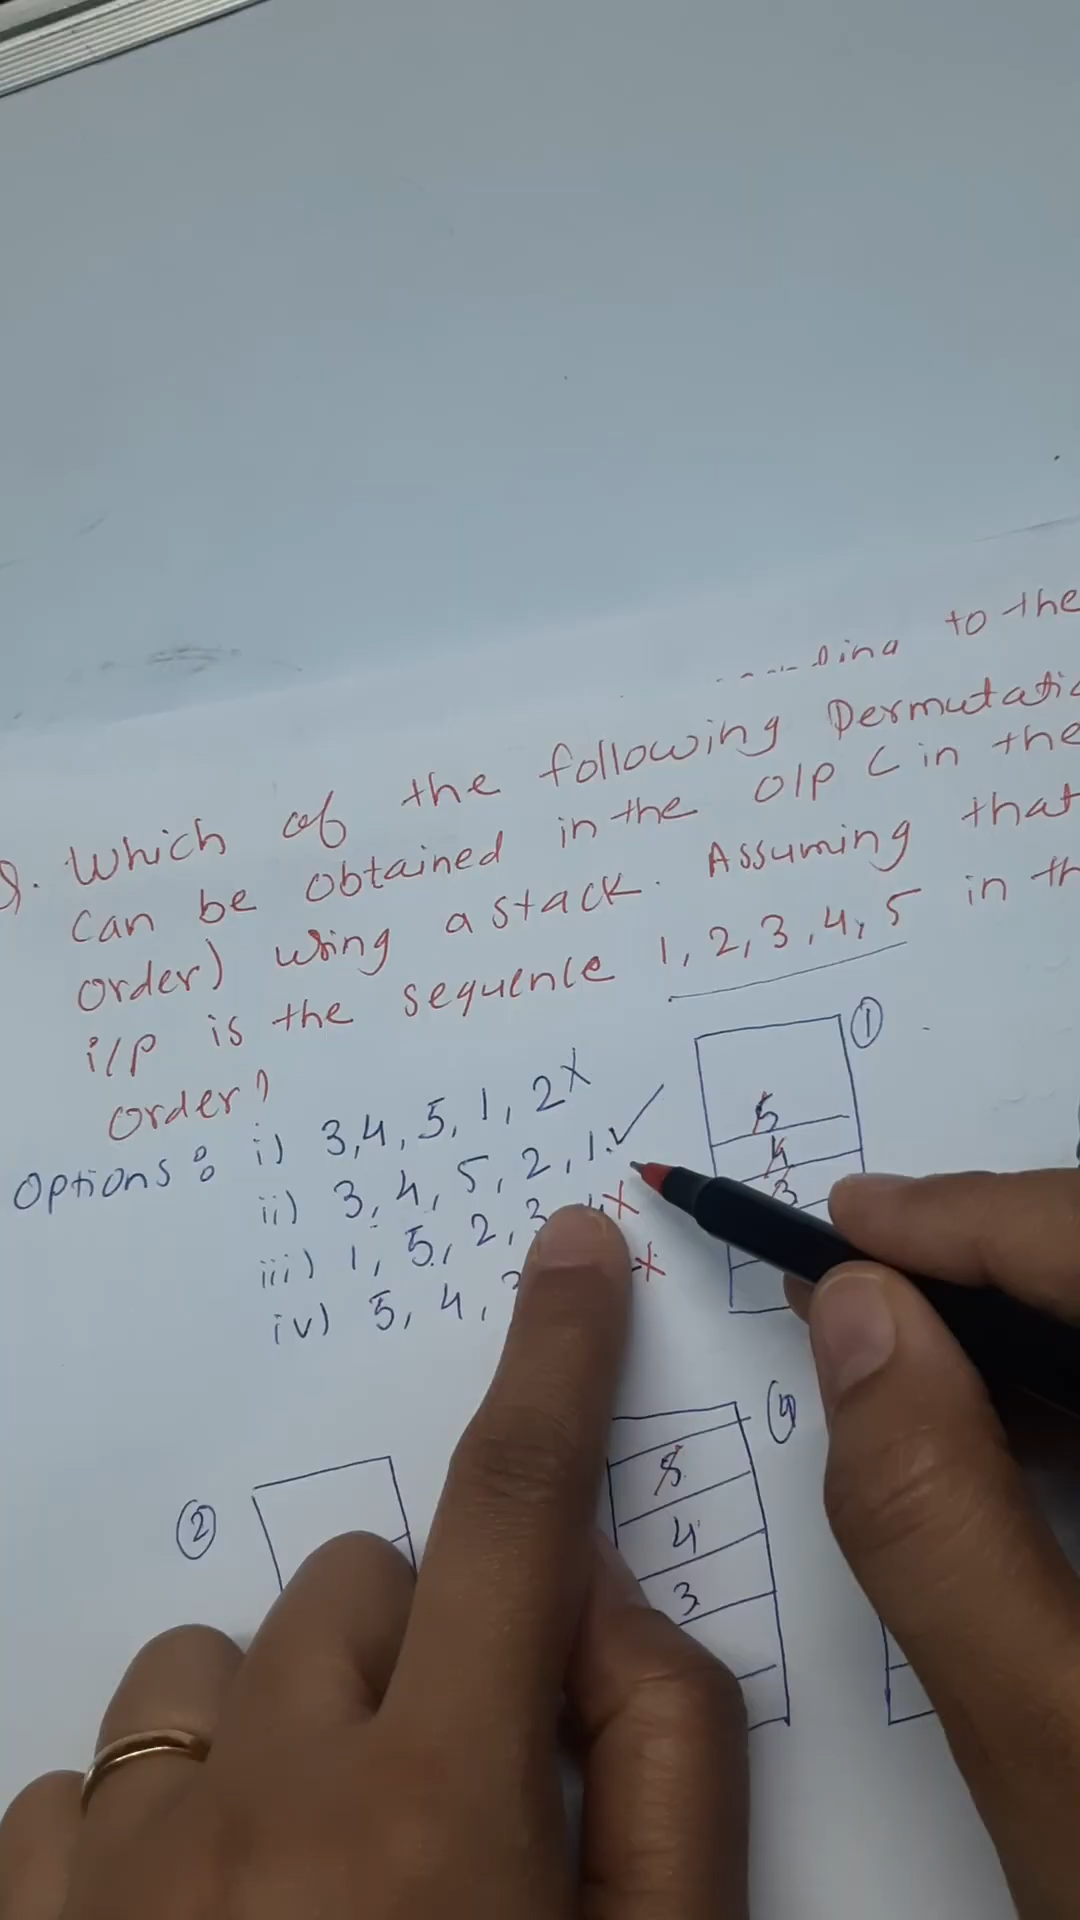 to the
Q. Which of the following Permutatio
can be obtained in the O/P (in the
order) using a stack. Assuming that
i/p is the sequence 1, 2, 3, 4, 5 in th
order?
Options: i) 3, 4, 5, 1, 2 X
ii) 3, 4, 5, 2, 1. ✓
iii) 1, 5, 2, 3 X
iv) 5, 4, X
①
5
4
3
②
④
5
4
3